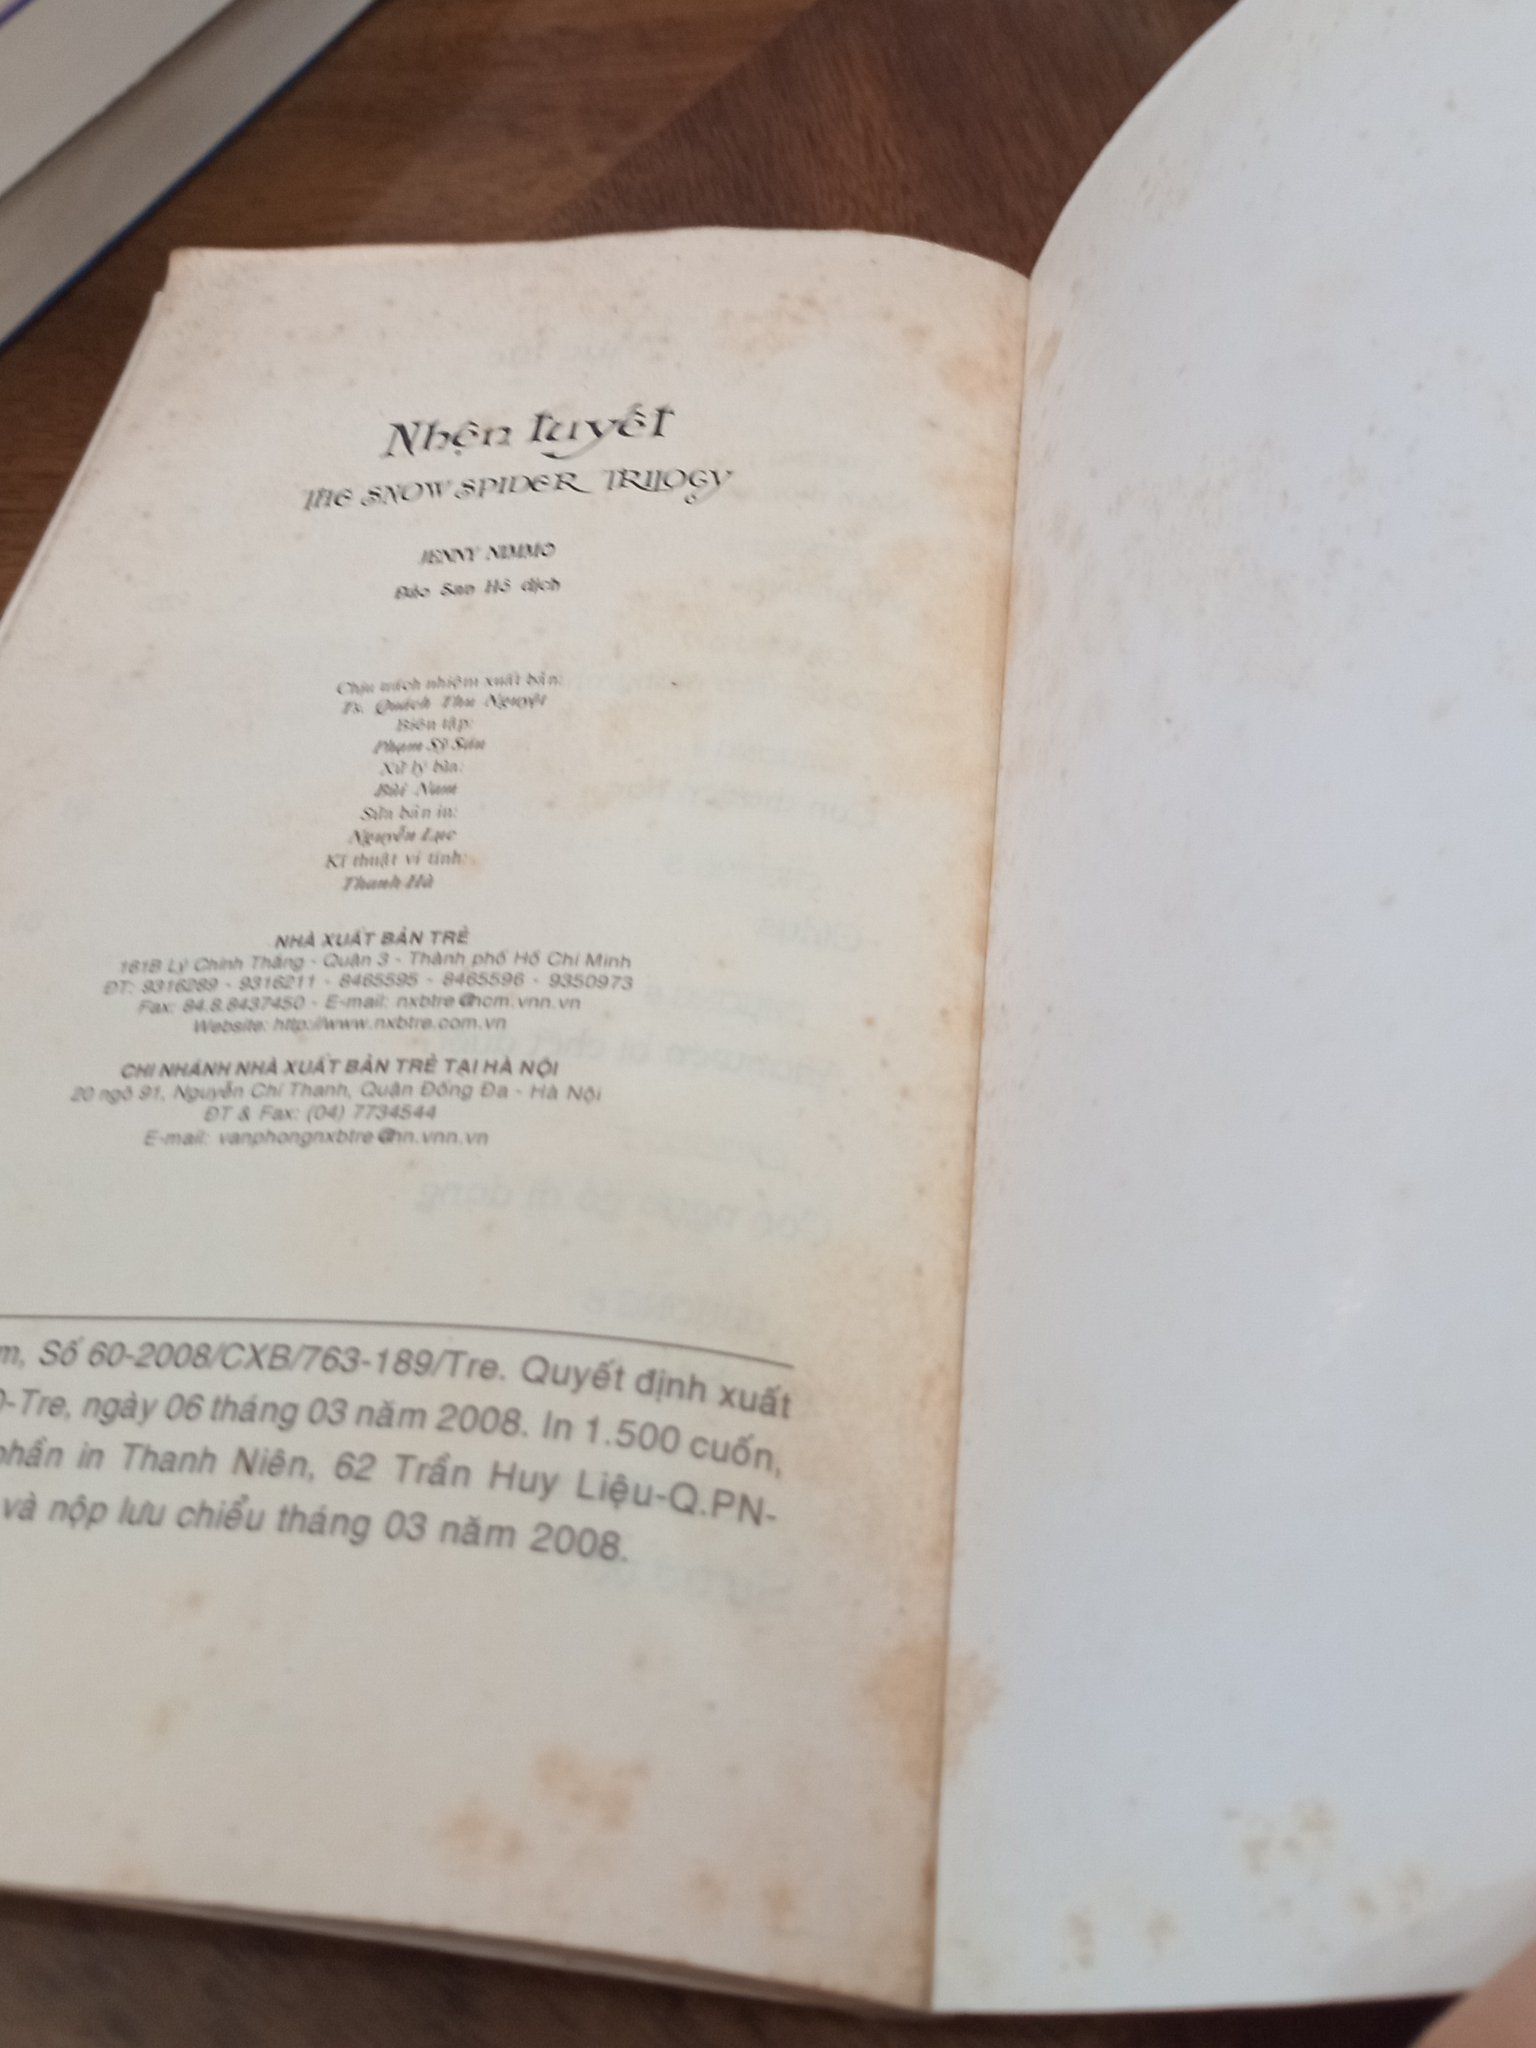 Nhện tuyết
THE SNOW SPIDER TRILOGY
JENNY NIMMO
Đảo San Hô dịch
Chịu trách nhiệm xuất bản:
Ts. Quách Thu Nguyệt
Biên tập:
Phạm Sỹ Sáu
Xử lý bìa:
Bùi Nam
Sửa bản in:
Nguyễn Lục
Kĩ thuật vi tính:
Thanh Hà
NHÀ XUẤT BẢN TRẺ
161B Lý Chính Thắng - Quận 3 - Thành phố Hồ Chí Minh
ĐT: 9316289 - 9316211 - 8465595 - 8465596 - 9350973
Fax: 84.8.8437450 - E-mail: nxbtre@hcm.vnn.vn
Website: http://www.nxbtre.com.vn
CHI NHÁNH NHÀ XUẤT BẢN TRẺ TẠI HÀ NỘI
20 ngõ 91, Nguyễn Chí Thanh, Quận Đống Đa - Hà Nội
ĐT & Fax: (04) 7734544
E-mail: vanphongnxbtre@hn.vnn.vn
m, Số 60-2008/CXB/763-189/Tre. Quyết định xuất
-Tre, ngày 06 tháng 03 năm 2008. In 1.500 cuốn,
phần in Thanh Niên, 62 Trần Huy Liệu-Q.PN-
và nộp lưu chiểu tháng 03 năm 2008.